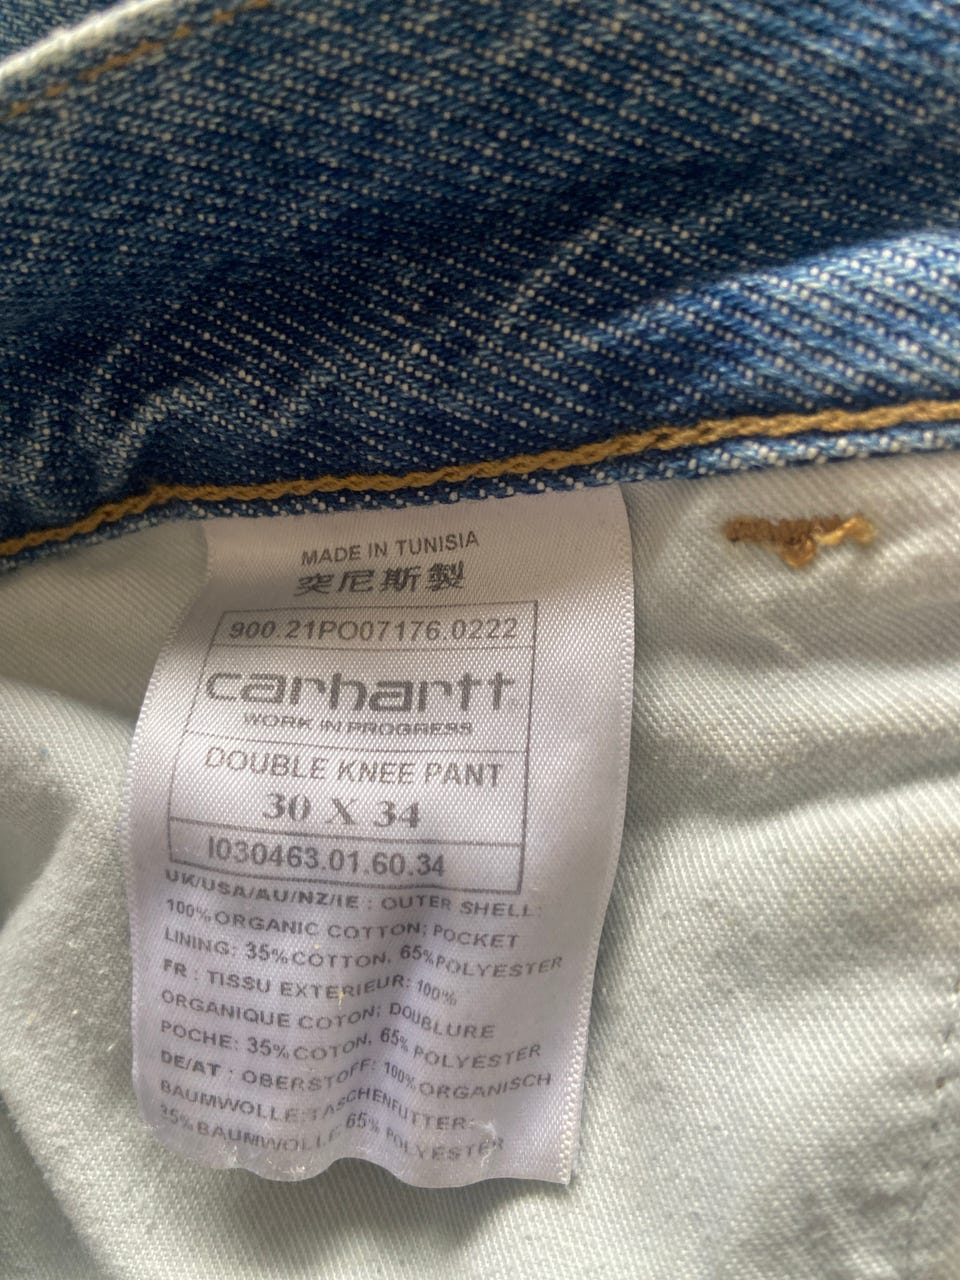 MADE IN TUNISIA
突尼斯製
900.21PO07176.0222
carhartt
WORK IN PROGRESS
DOUBLE KNEE PANT
30 X 34
I030463.01.60.34
UK/USA/AU/NZ/IE : OUTER SHELL:
100%ORGANIC COTTON; POCKET
LINING: 35%COTTON, 65%POLYESTER
FR : TISSU EXTERIEUR: 100%
ORGANIQUE COTON; DOUBLURE
POCHE: 35%COTON, 65% POLYESTER
DE/AT : OBERSTOFF: 100%ORGANISCH
BAUMWOLLE;TASCHENFUTTER:
35%BAUMWOLLE, 65% POLYESTER